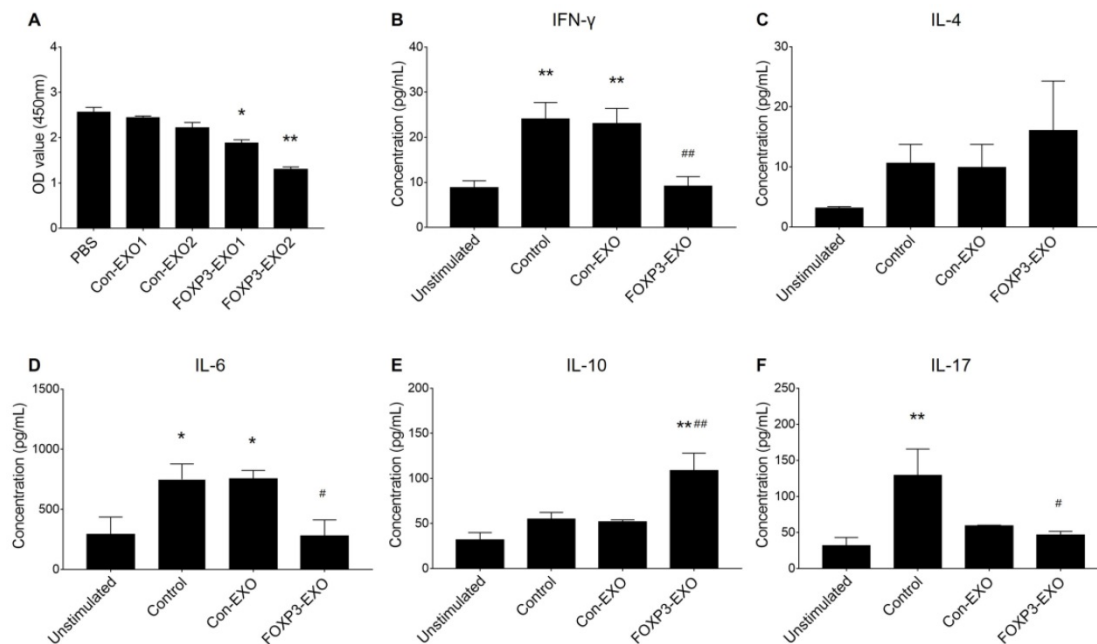 A
OD value (450nm)
4
3
2
1
0
*
**
PBS
Con-EXO1
Con-EXO2
FOXP3-EXO1
FOXP3-EXO2
B
IFN-γ
Concentration (pg/mL)
40
30
20
10
0
**
**
##
Unstimulated
Control
Con-EXO
FOXP3-EXO
C
IL-4
Concentration (pg/mL)
30
20
10
0
Unstimulated
Control
Con-EXO
FOXP3-EXO
D
IL-6
Concentration (pg/mL)
1500
1000
500
0
*
*
#
Unstimulated
Control
Con-EXO
FOXP3-EXO
E
IL-10
Concentration (pg/mL)
200
150
100
50
0
**##
Unstimulated
Control
Con-EXO
FOXP3-EXO
F
IL-17
Concentration (pg/mL)
250
200
150
100
50
0
**
#
Unstimulated
Control
Con-EXO
FOXP3-EXO